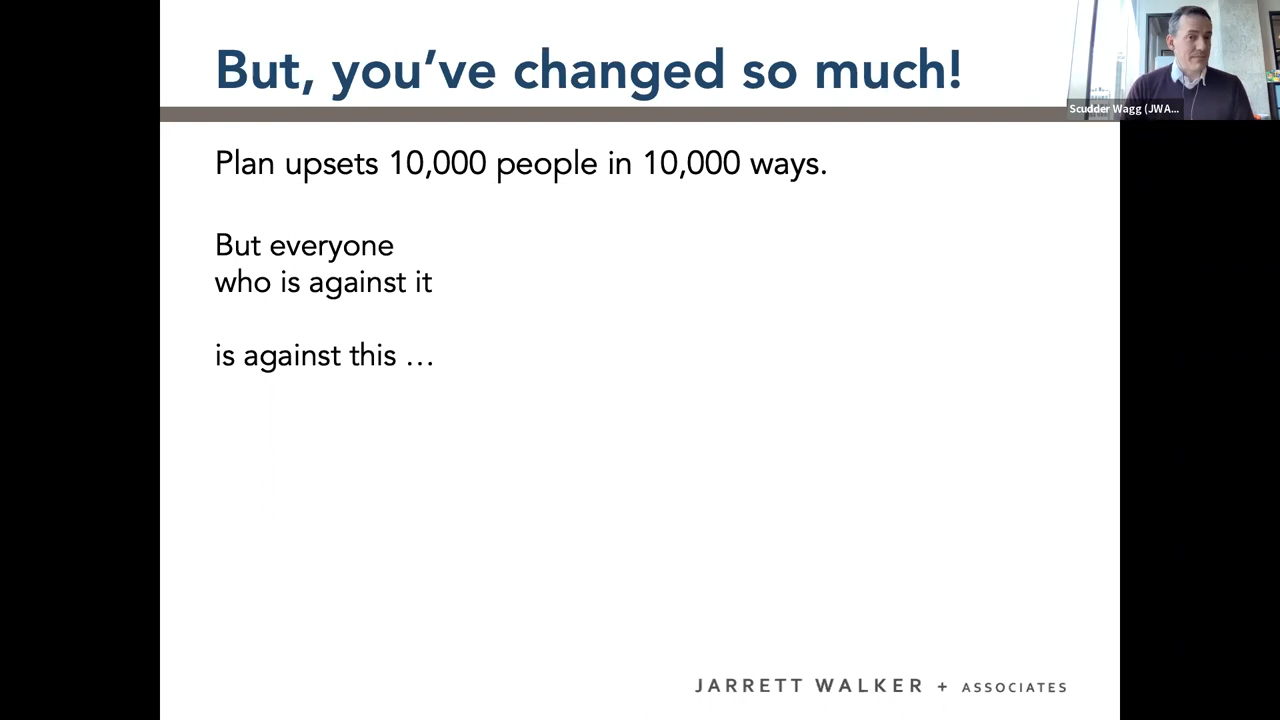 But, you've changed so much!
Scudder Wagg (JWA...
Plan upsets 10,000 people in 10,000 ways.
But everyone
who is against it
is against this …
JARRETT WALKER + ASSOCIATES